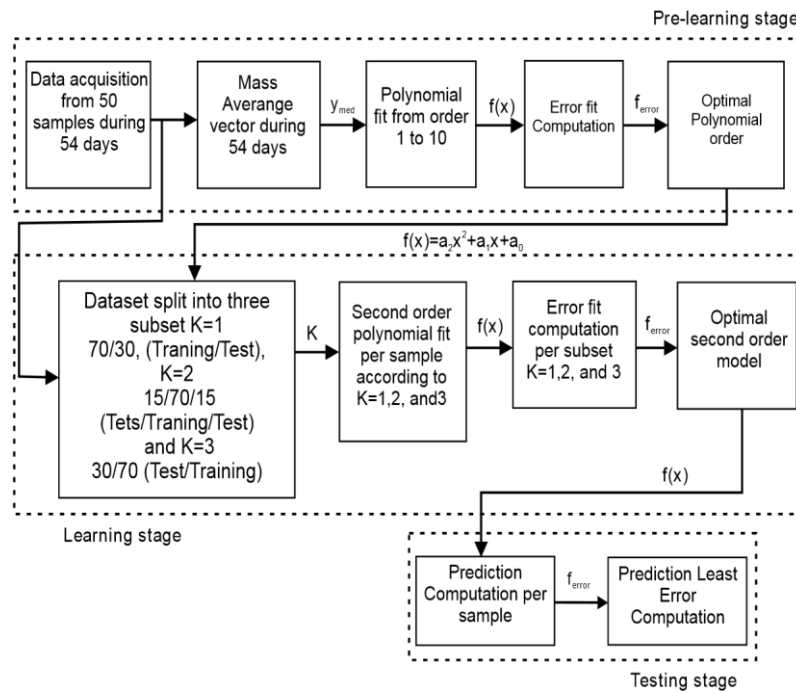 Pre-learning stage
Data acquisition
from 50
samples during
54 days
Mass
Averange
vector during
54 days
y_med
Polynomial
fit from order
1 to 10
f(x)
Error fit
Computation
f_error
Optimal
Polynomial
order
f(x)=a₂x²+a₁x+a₀
Dataset split into three
subset K=1
70/30, (Traning/Test),
K=2
15/70/15
(Tets/Traning/Test)
and K=3
30/70 (Test/Training)
K
Second order
polynomial fit
per sample
according to
K=1,2, and3
f(x)
Error fit
computation
per subset
K=1,2, and 3
f_error
Optimal
second order
model
f(x)
Learning stage
Prediction
Computation per
sample
f_error
Prediction Least
Error
Computation
Testing stage